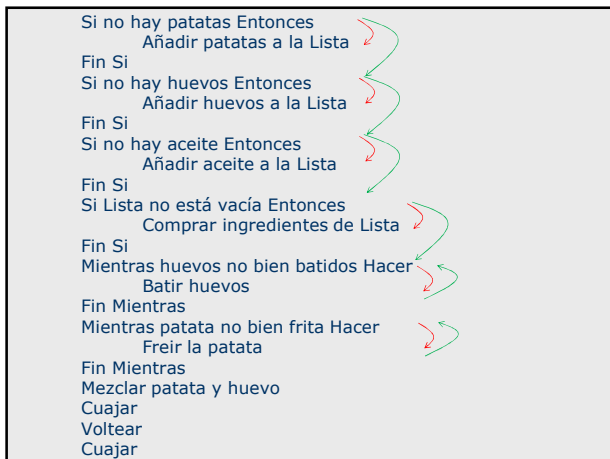 Si no hay patatas Entonces
Añadir patatas a la Lista
Fin Si
Si no hay huevos Entonces
Añadir huevos a la Lista
Fin Si
Si no hay aceite Entonces
Añadir aceite a la Lista
Fin Si
Si Lista no está vacía Entonces
Comprar ingredientes de Lista
Fin Si
Mientras huevos no bien batidos Hacer
Batir huevos
Fin Mientras
Mientras patata no bien frita Hacer
Freir la patata
Fin Mientras
Mezclar patata y huevo
Cuajar
Voltear
Cuajar